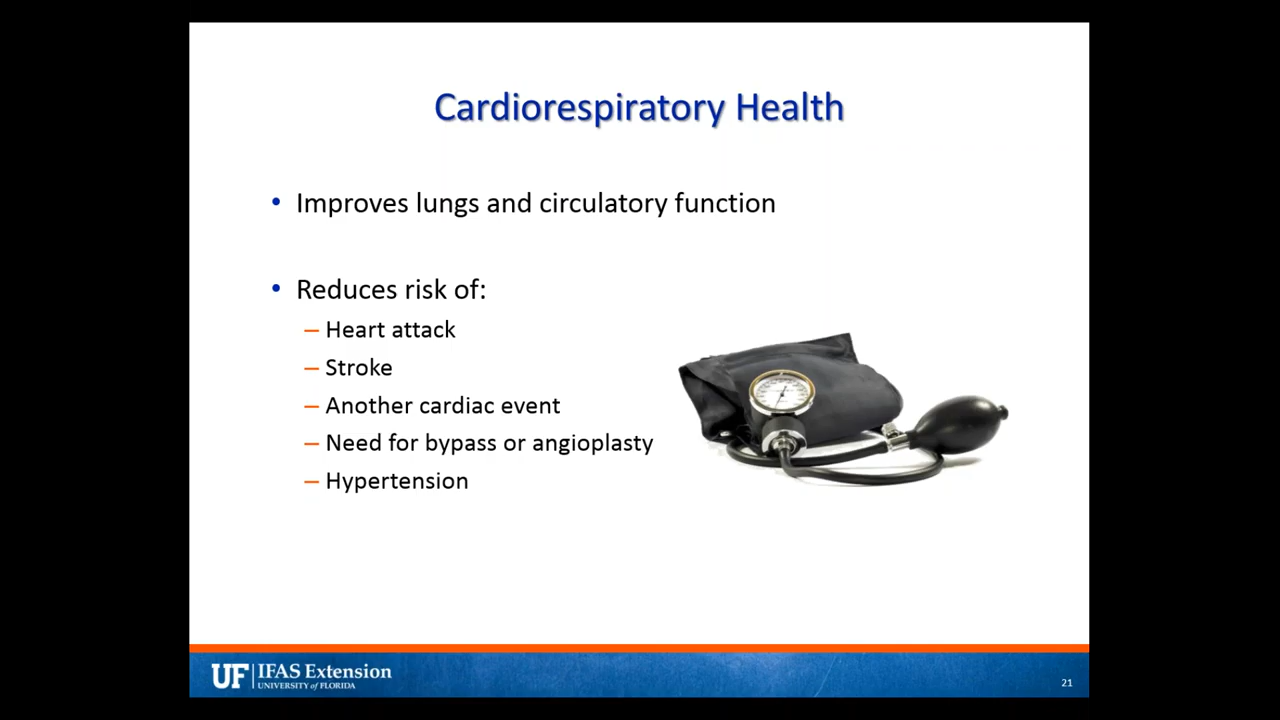 Cardiorespiratory Health
• Improves lungs and circulatory function
• Reduces risk of:
– Heart attack
– Stroke
– Another cardiac event
– Need for bypass or angioplasty
– Hypertension
UF | IFAS Extension
UNIVERSITY of FLORIDA
21